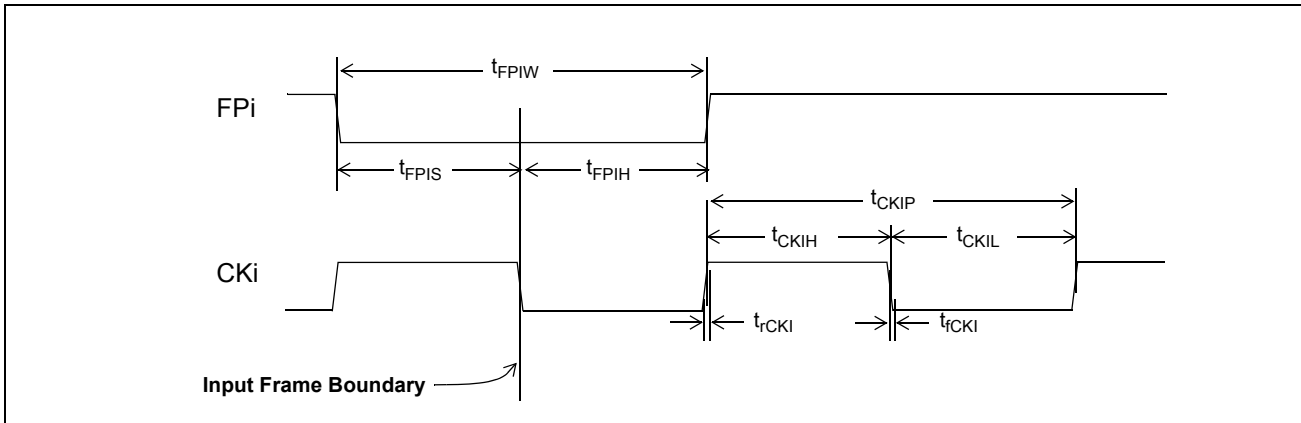 tFPIW
FPi
tFPIS
tFPIH
tCKIP
tCKIH
tCKIL
CKi
trCKI
tfCKI
Input Frame Boundary